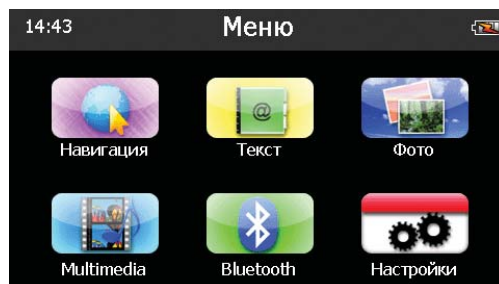 14:43 Меню
Навигация Текст Фото
@
Multimedia Bluetooth Настройки